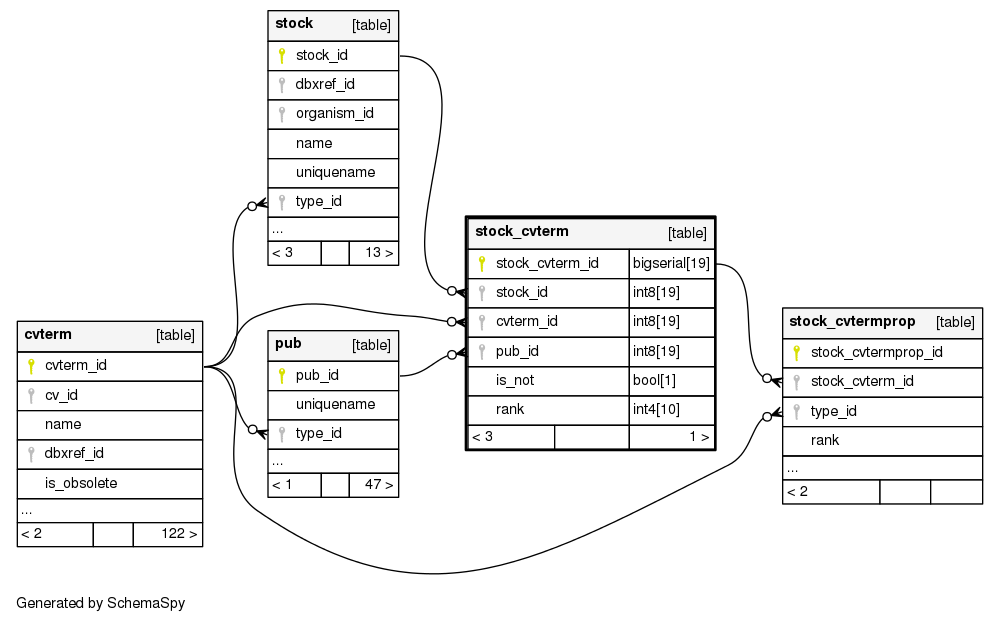 stock [table]
stock_id
dbxref_id
organism_id
name
uniquename
type_id
...
< 3 13 >
stock_cvterm [table]
stock_cvterm_id bigserial[19]
stock_id int8[19]
cvterm_id int8[19]
pub_id int8[19]
is_not bool[1]
rank int4[10]
< 3 1 >
cvterm [table]
cvterm_id
cv_id
name
dbxref_id
is_obsolete
...
< 2 122 >
pub [table]
pub_id
uniquename
type_id
...
< 1 47 >
stock_cvtermprop [table]
stock_cvtermprop_id
stock_cvterm_id
type_id
rank
...
< 2
Generated by SchemaSpy